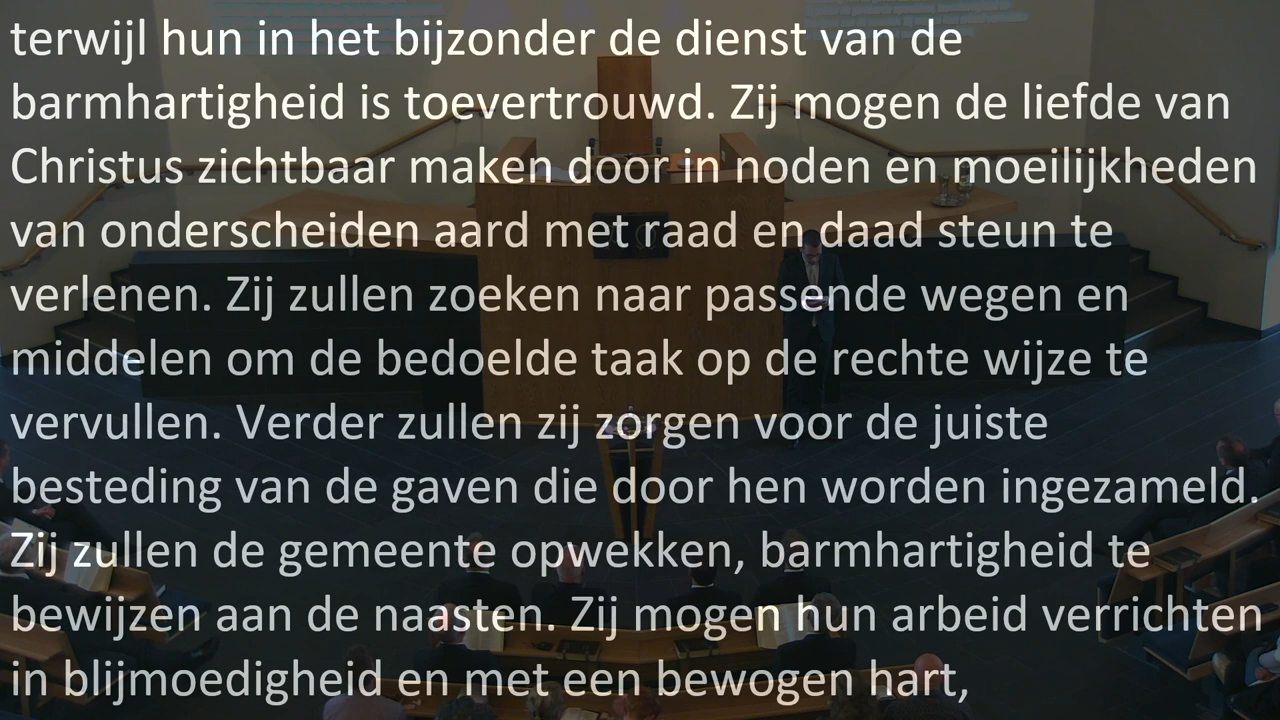 terwijl hun in het bijzonder de dienst van de
barmhartigheid is toevertrouwd. Zij mogen de liefde van
Christus zichtbaar maken door in noden en moeilijkheden
van onderscheiden aard met raad en daad steun te
verlenen. Zij zullen zoeken naar passende wegen en
middelen om de bedoelde taak op de rechte wijze te
vervullen. Verder zullen zij zorgen voor de juiste
besteding van de gaven die door hen worden ingezameld.
Zij zullen de gemeente opwekken, barmhartigheid te
bewijzen aan de naasten. Zij mogen hun arbeid verrichten
in blijmoedigheid en met een bewogen hart,